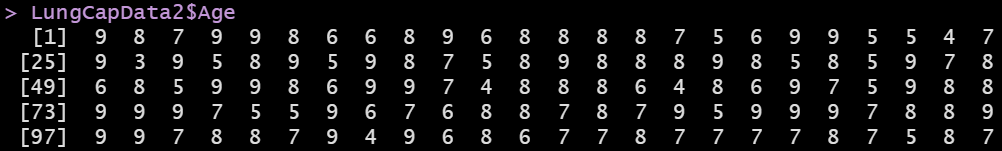 > LungCapData2$Age
[1] 9 8 7 9 9 8 6 6 8 9 6 8 8 8 8 7 5 6 9 9 5 5 4 7
[25] 9 3 9 5 8 9 5 9 8 7 5 8 9 8 8 8 9 8 5 8 5 9 7 8
[49] 6 8 5 9 9 8 6 9 9 7 4 8 8 8 6 4 8 6 9 7 5 9 8 8
[73] 9 9 9 7 5 5 9 6 7 6 8 8 7 8 7 9 5 9 9 9 7 8 8 9
[97] 9 9 7 8 8 7 9 4 9 6 8 6 7 7 8 7 7 7 7 8 7 5 8 7